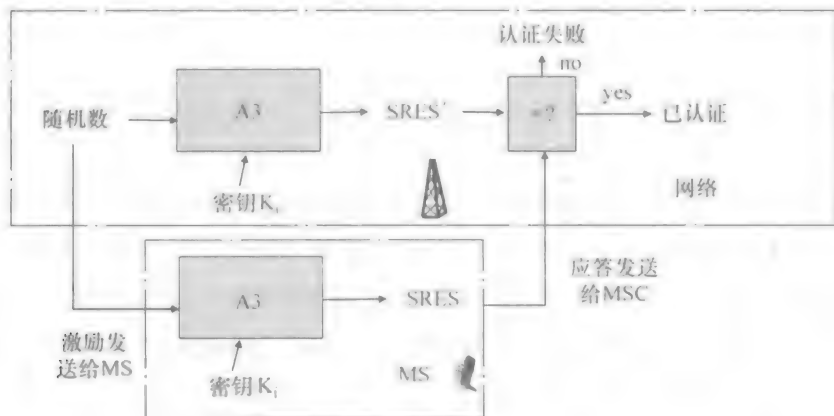 认证失败
no
随机数
A3
SRES'
=?
yes
已认证
密钥Ki
网络
A3
SRES
应答发送
给MSC
激励发
送给MS
密钥Ki
MS